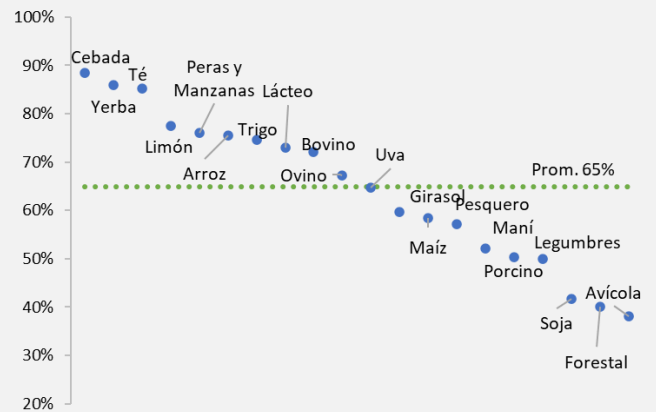 100%
90%
80%
70%
60%
50%
40%
30%
20%
Cebada
Yerba
Té
Limón
Peras y
Manzanas
Arroz
Trigo
Lácteo
Bovino
Ovino
Uva
Prom. 65%
Girasol
Maíz
Pesquero
Maní
Porcino
Legumbres
Soja
Avícola
Forestal